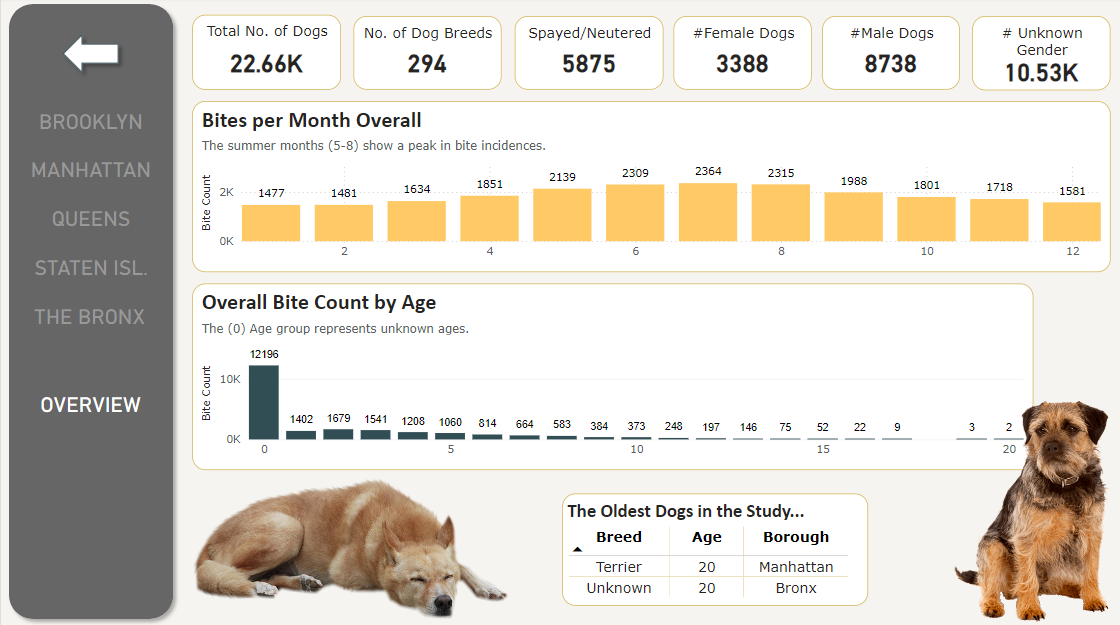 BROOKLYN
MANHATTAN
QUEENS
STATEN ISL.
THE BRONX
OVERVIEW
Total No. of Dogs
22.66K
No. of Dog Breeds
294
Spayed/Neutered
5875
#Female Dogs
3388
#Male Dogs
8738
# Unknown
Gender
10.53K
Bites per Month Overall
The summer months (5-8) show a peak in bite incidences.
Bite Count
2K
0K
1477 1481 1634 1851 2139 2309 2364 2315 1988 1801 1718 1581
2 4 6 8 10 12
Overall Bite Count by Age
The (0) Age group represents unknown ages.
Bite Count
10K
0K
12196 1402 1679 1541 1208 1060 814 664 583 384 373 248 197 146 75 52 22 9 3 2
0 5 10 15 20
The Oldest Dogs in the Study...
Breed Age Borough
Terrier 20 Manhattan
Unknown 20 Bronx